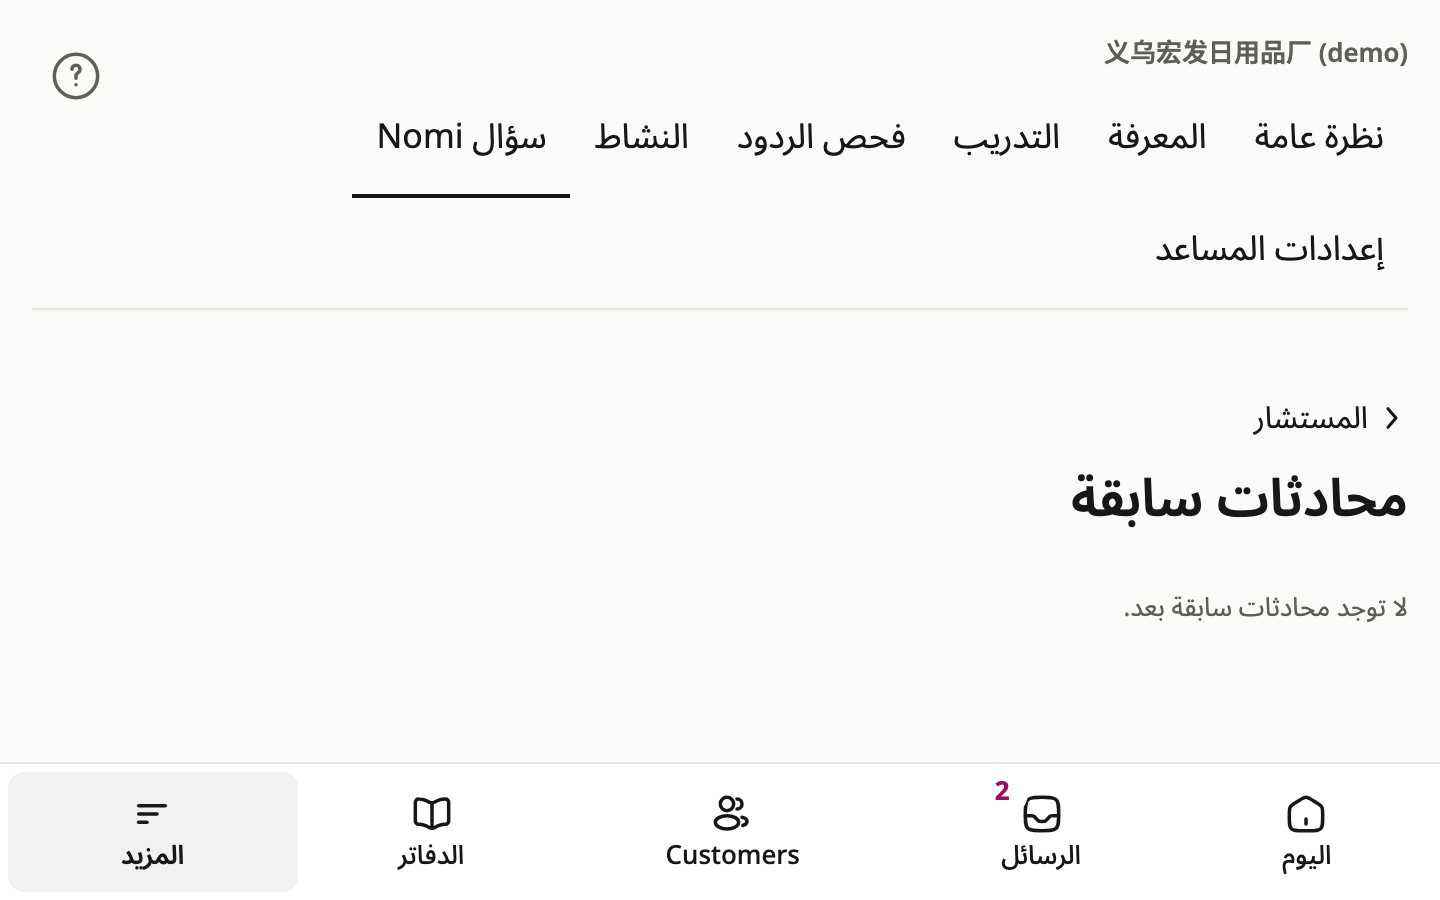 义乌宏发日用品厂 (demo)
نظرة عامة
المعرفة
التدريب
فحص الردود
النشاط
سؤال Nomi
إعدادات المساعد
المستشار
محادثات سابقة
لا توجد محادثات سابقة بعد.
اليوم
2
الرسائل
Customers
الدفاتر
المزيد